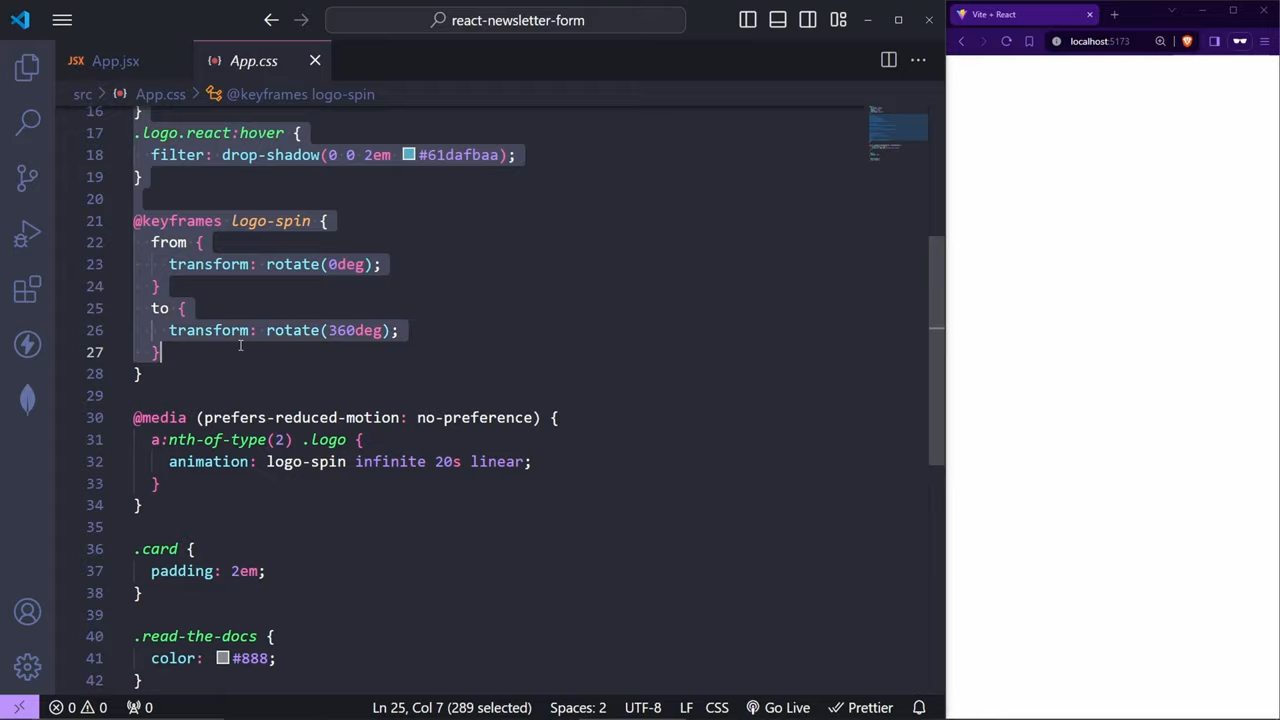 react-newsletter-form
Vite + React
localhost:5173
JSX App.jsx
App.css
src > App.css > @keyframes logo-spin
16 }
17 .logo.react:hover {
18 filter: drop-shadow(0 0 2em #61dafbaa);
19 }
20
21 @keyframes logo-spin {
22 from {
23 transform: rotate(0deg);
24 }
25 to {
26 transform: rotate(360deg);
27 }
28 }
29
30 @media (prefers-reduced-motion: no-preference) {
31 a:nth-of-type(2) .logo {
32 animation: logo-spin infinite 20s linear;
33 }
34 }
35
36 .card {
37 padding: 2em;
38 }
39
40 .read-the-docs {
41 color: #888;
42 }
0 0 0 Ln 25, Col 7 (289 selected) Spaces: 2 UTF-8 LF CSS Go Live Prettier